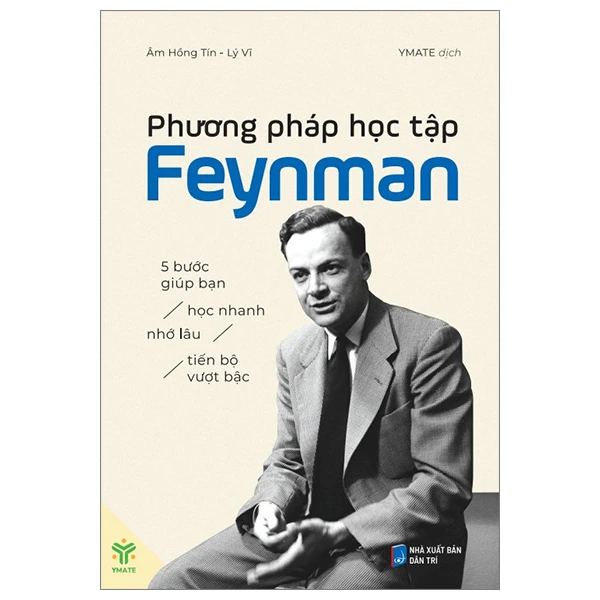 Âm Hồng Tín - Lý Vĩ
YMATE dịch
Phương pháp học tập
Feynman
5 bước
giúp bạn
học nhanh
nhớ lâu
tiến bộ
vượt bậc
YMATE
NHÀ XUẤT BẢN
DÂN TRÍ